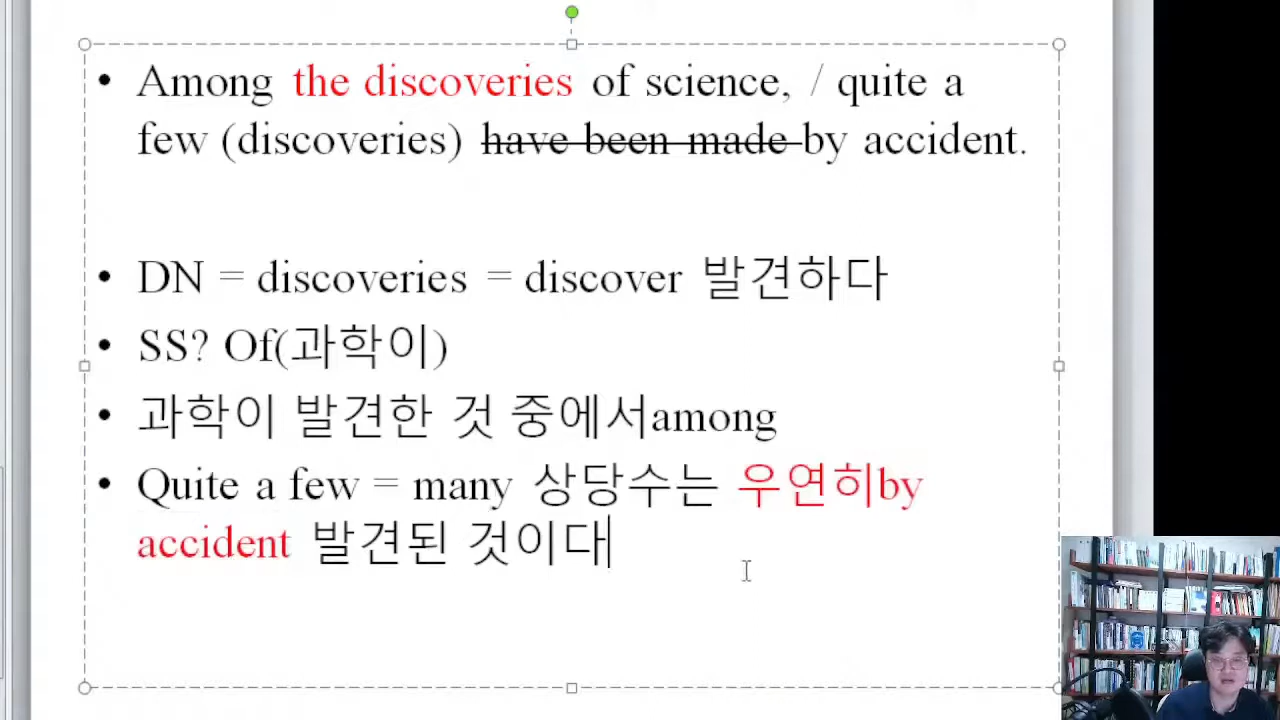 • Among the discoveries of science, / quite a
few (discoveries) have been made by accident.
• DN = discoveries = discover 발견하다
• SS? Of(과학이)
• 과학이 발견한 것 중에서among
• Quite a few = many 상당수는 우연히by
accident 발견된 것이다